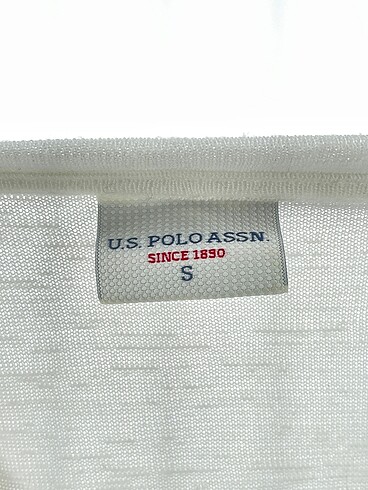 U.S. POLO ASSN.
SINCE 1890
S